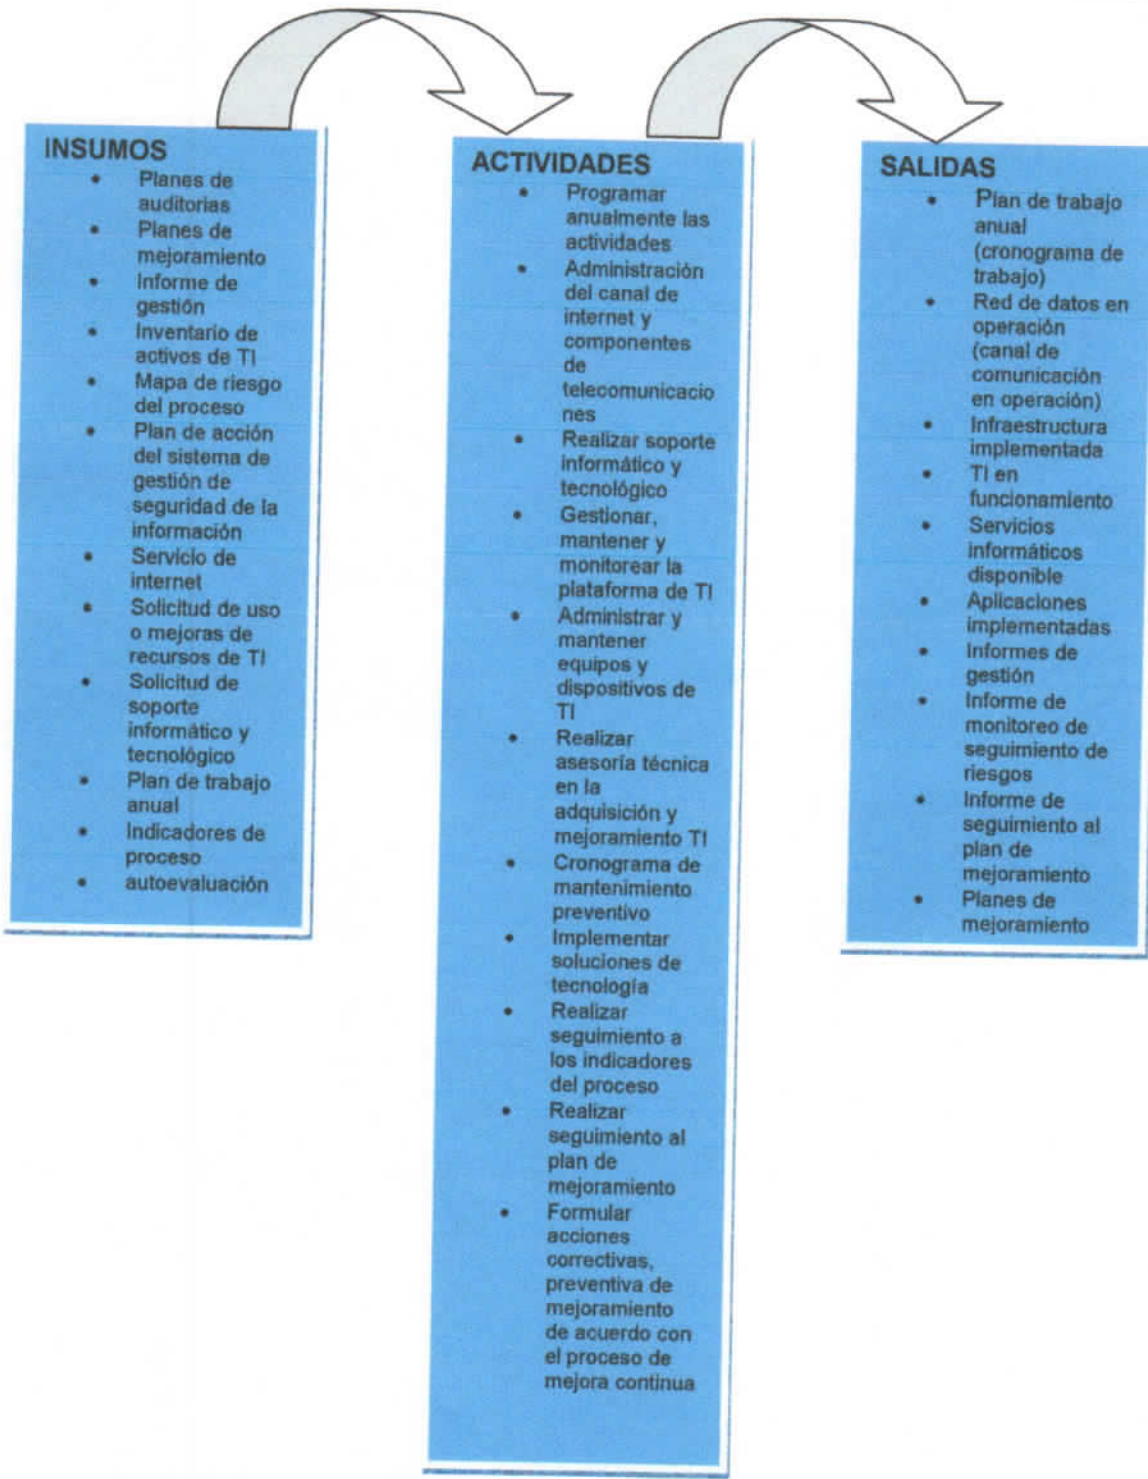 INSUMOS
• Planes de
auditorias
• Planes de
mejoramiento
• Informe de
gestión
• Inventario de
activos de TI
• Mapa de riesgo
del proceso
• Plan de acción
del sistema de
gestión de
seguridad de la
información
• Servicio de
internet
• Solicitud de uso
o mejoras de
recursos de TI
• Solicitud de
soporte
informático y
tecnológico
• Plan de trabajo
anual
• Indicadores de
proceso
• autoevaluación
ACTIVIDADES
• Programar
anualmente las
actividades
• Administración
del canal de
internet y
componentes
de
telecomunicacio
nes
• Realizar soporte
informático y
tecnológico
• Gestionar,
mantener y
monitorear la
plataforma de TI
• Administrar y
mantener
equipos y
dispositivos de
TI
• Realizar
asesoría técnica
en la
adquisición y
mejoramiento TI
• Cronograma de
mantenimiento
preventivo
• Implementar
soluciones de
tecnología
• Realizar
seguimiento a
los indicadores
del proceso
• Realizar
seguimiento al
plan de
mejoramiento
• Formular
acciones
correctivas,
preventiva de
mejoramiento
de acuerdo con
el proceso de
mejora continua
SALIDAS
• Plan de trabajo
anual
(cronograma de
trabajo)
• Red de datos en
operación
(canal de
comunicación
en operación)
• Infraestructura
implementada
• TI en
funcionamiento
• Servicios
informáticos
disponible
• Aplicaciones
implementadas
• Informes de
gestión
• Informe de
monitoreo de
seguimiento de
riesgos
• Informe de
seguimiento al
plan de
mejoramiento
• Planes de
mejoramiento